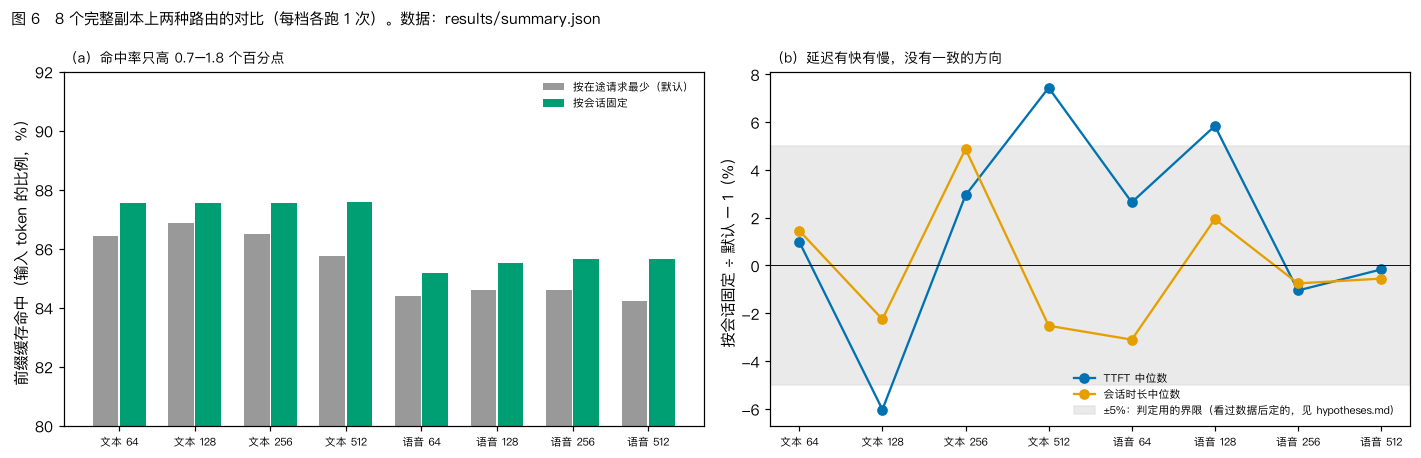 图 6　8 个完整副本上两种路由的对比（每档各跑 1 次）。数据：results/summary.json
（a）命中率只高 0.7—1.8 个百分点
前缀缓存命中（输入 token 的比例，%）
92
90
88
86
84
82
80
按在途请求最少（默认）
按会话固定
文本 64
文本 128
文本 256
文本 512
语音 64
语音 128
语音 256
语音 512
（b）延迟有快有慢，没有一致的方向
按会话固定 ÷ 默认 − 1（%）
8
6
4
2
0
−2
−4
−6
TTFT 中位数
会话时长中位数
±5%：判定用的界限（看过数据后定的，见 hypotheses.md）
文本 64
文本 128
文本 256
文本 512
语音 64
语音 128
语音 256
语音 512